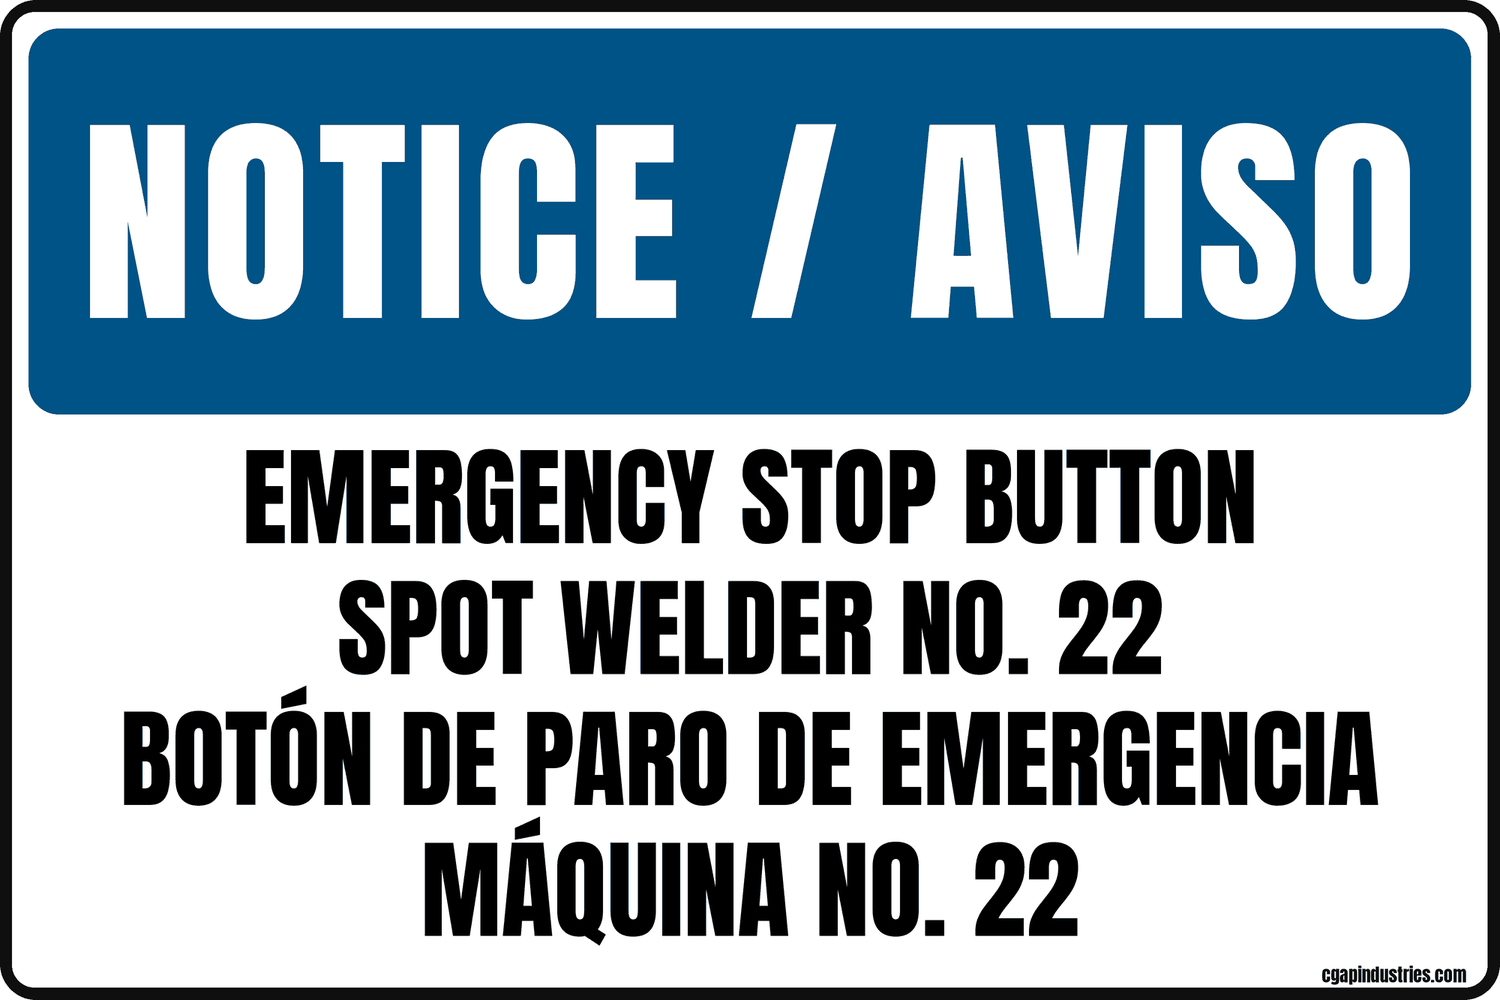 NOTICE / AVISO
EMERGENCY STOP BUTTON
SPOT WELDER NO. 22
BOTÓN DE PARO DE EMERGENCIA
MÁQUINA NO. 22
cgapindustries.com